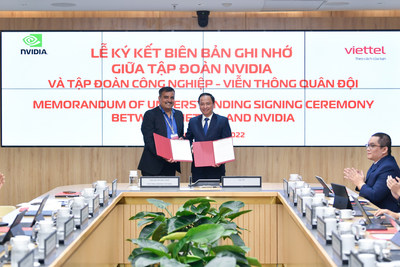 NVIDIA
viettel
LỄ KÝ KẾT BIÊN BẢN GHI NHỚ
GIỮA TẬP ĐOÀN NVIDIA
VÀ TẬP ĐOÀN CÔNG NGHIỆP - VIỄN THÔNG QUÂN ĐỘI
MEMORANDUM OF UNDERSTANDING SIGNING CEREMONY
AND NVIDIA
2022